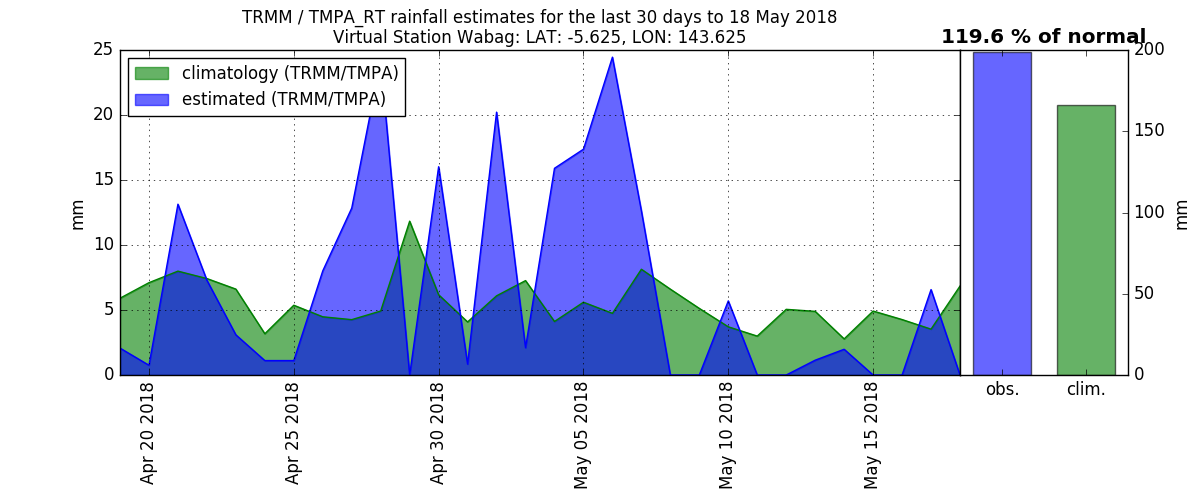 TRMM / TMPA_RT rainfall estimates for the last 30 days to 18 May 2018
Virtual Station Wabag: LAT: -5.625, LON: 143.625
119.6 % of normal
climatology (TRMM/TMPA)
estimated (TRMM/TMPA)
25
20
15
10
5
0
mm
Apr 20 2018
Apr 25 2018
Apr 30 2018
May 05 2018
May 10 2018
May 15 2018
200
150
100
50
0
mm
obs.
clim.